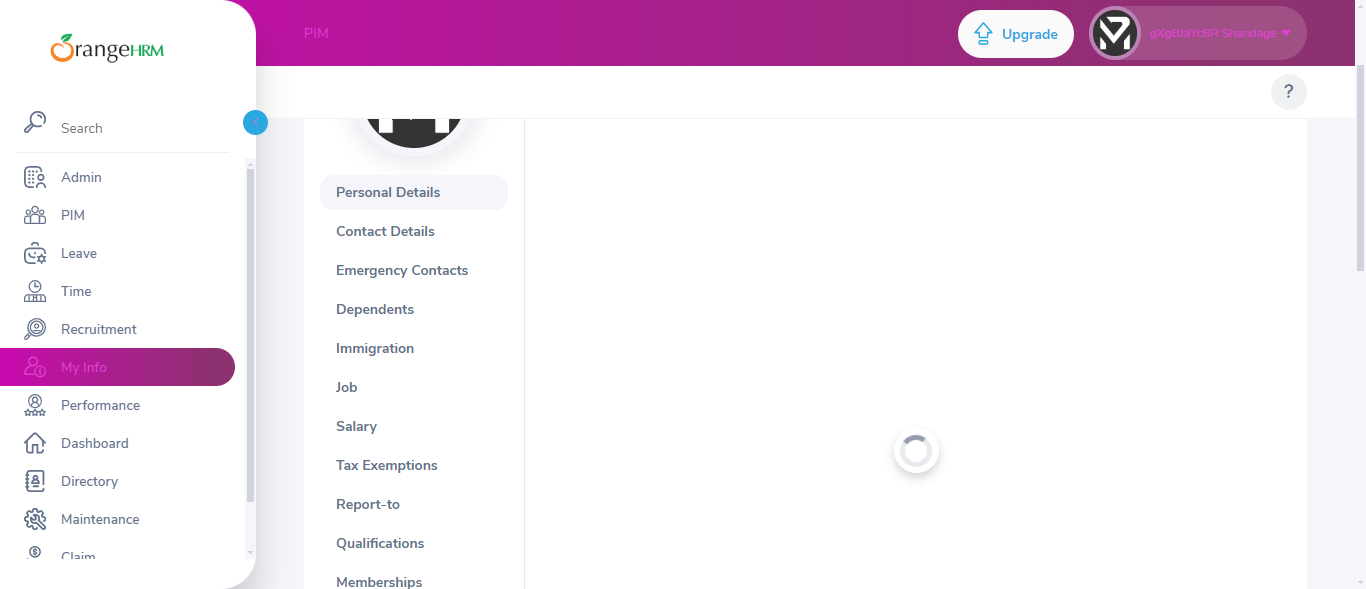 OrangeHRM
PIM
Upgrade
gXgBlaYcBR Shandage
?
Search
Admin
PIM
Leave
Time
Recruitment
My Info
Performance
Dashboard
Directory
Maintenance
Claim
Personal Details
Contact Details
Emergency Contacts
Dependents
Immigration
Job
Salary
Tax Exemptions
Report-to
Qualifications
Memberships